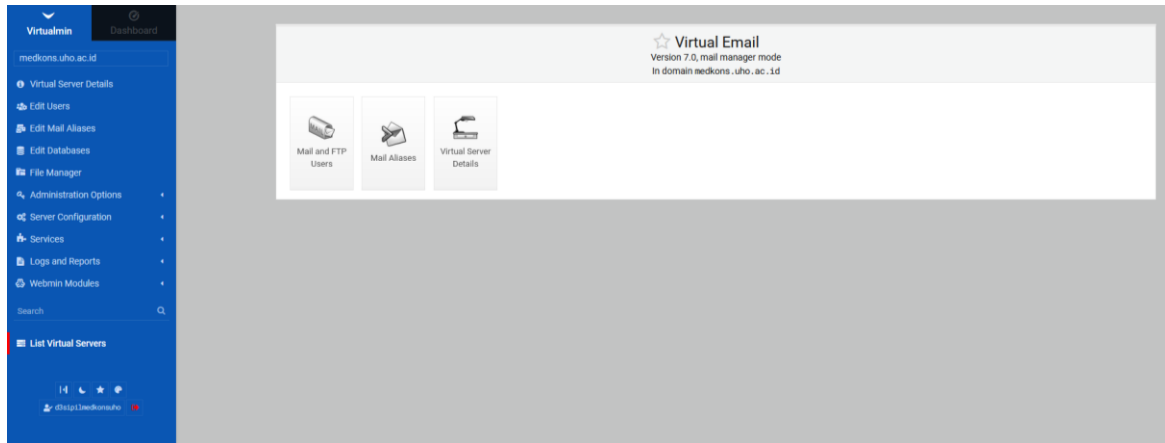 Virtualmin
Dashboard
medkons.uho.ac.id
Virtual Server Details
Edit Users
Edit Mail Aliases
Edit Databases
File Manager
Administration Options
Server Configuration
Services
Logs and Reports
Webmin Modules
Search
List Virtual Servers
d3sipilmedkonsuho
Virtual Email
Version 7.0, mail manager mode
In domain medkons.uho.ac.id
Mail and FTP
Users
Mail Aliases
Virtual Server
Details